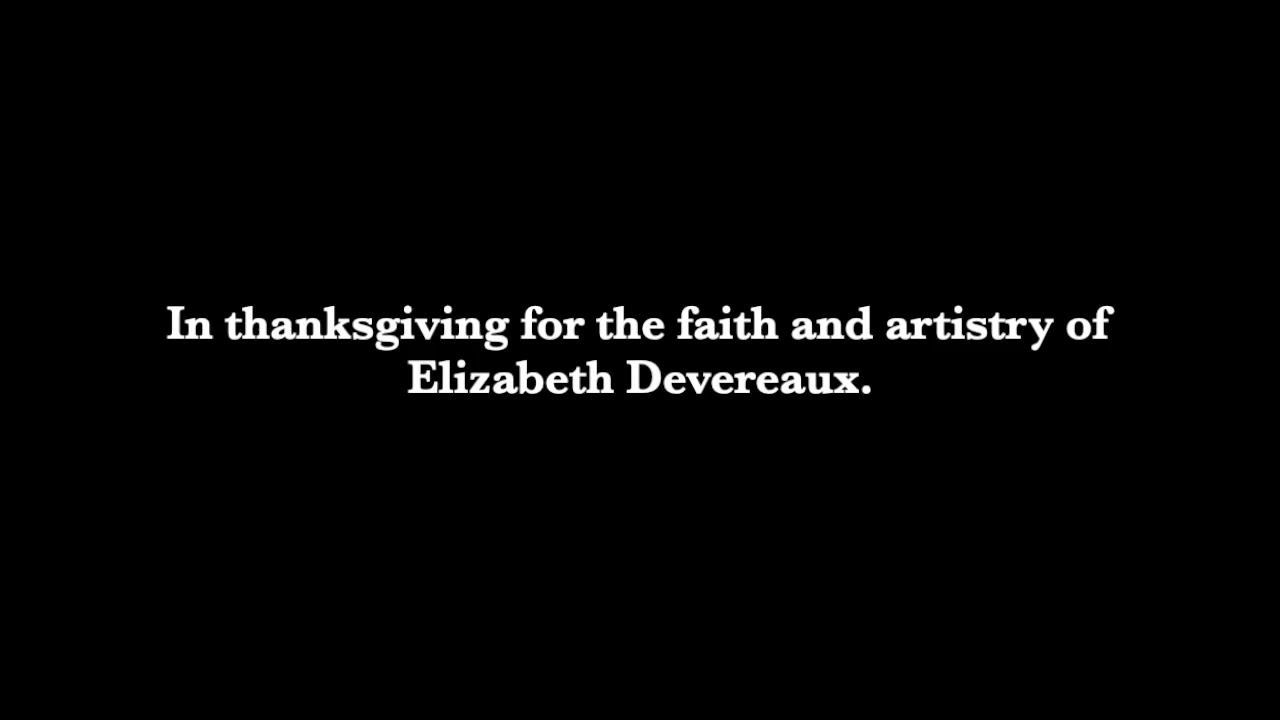 In thanksgiving for the faith and artistry of
Elizabeth Devereaux.